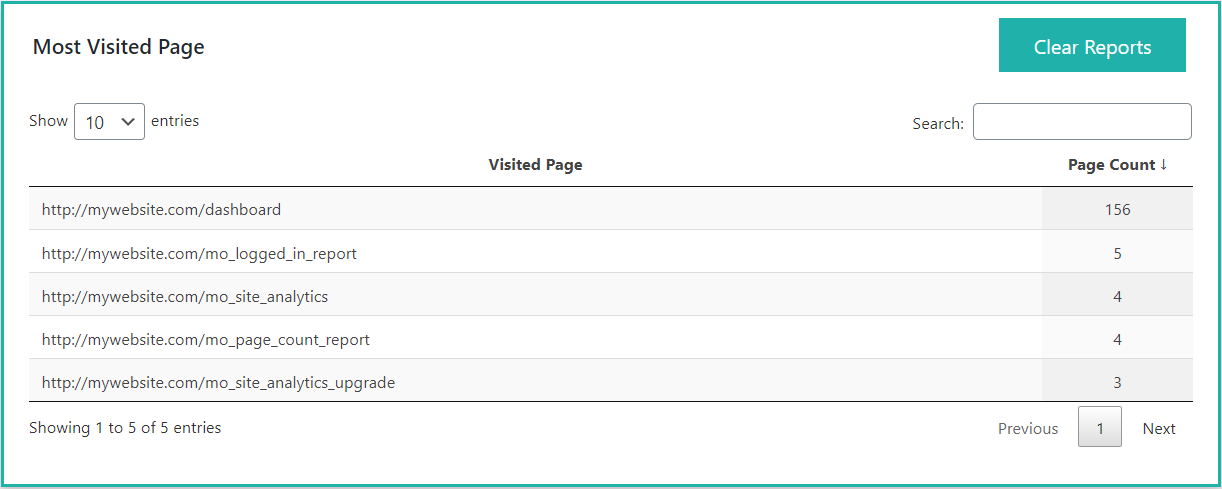 Most Visited Page
Clear Reports
Show 10 entries
Search:
Visited Page Page Count ↓
http://mywebsite.com/dashboard 156
http://mywebsite.com/mo_logged_in_report 5
http://mywebsite.com/mo_site_analytics 4
http://mywebsite.com/mo_page_count_report 4
http://mywebsite.com/mo_site_analytics_upgrade 3
Showing 1 to 5 of 5 entries
Previous 1 Next